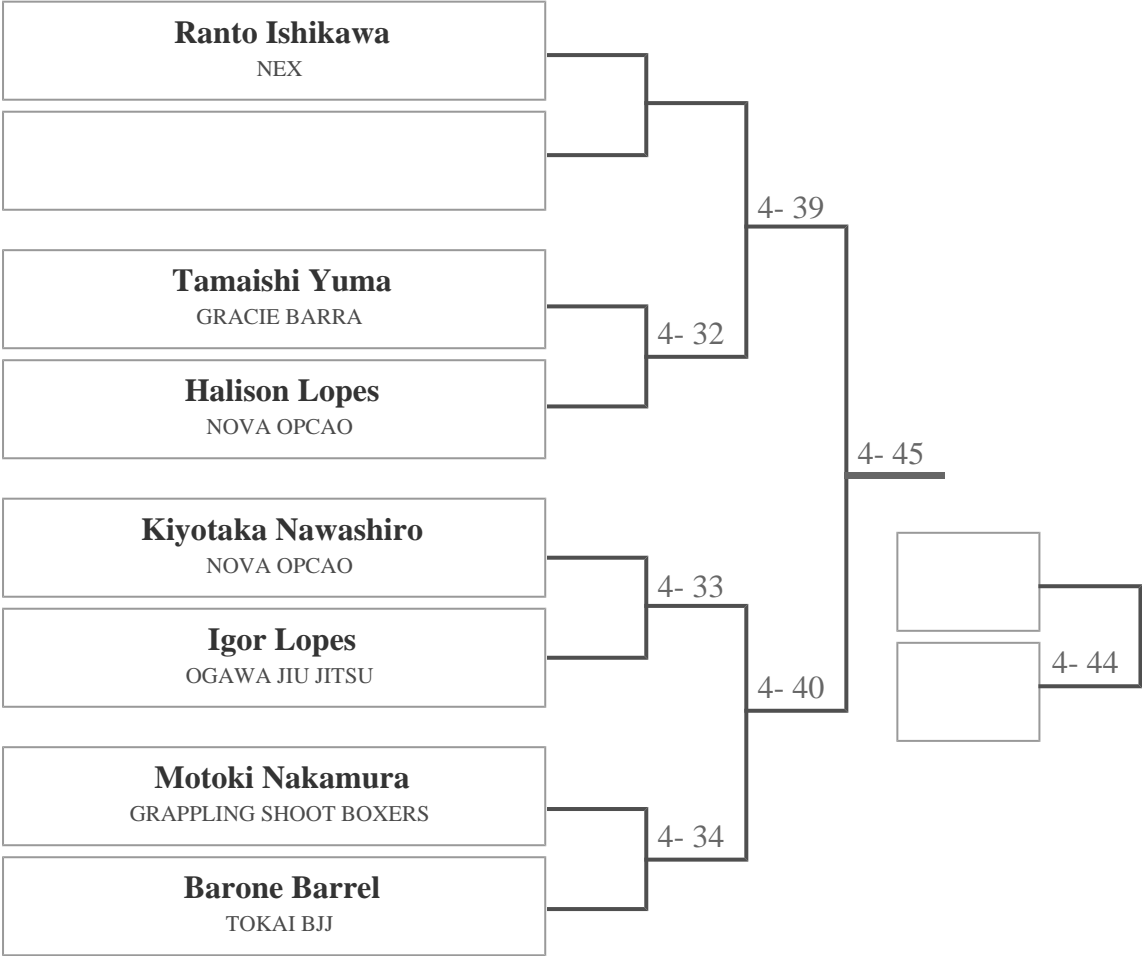 Ranto Ishikawa
NEX
4- 39
Tamaishi Yuma
GRACIE BARRA
4- 32
Halison Lopes
NOVA OPCAO
4- 45
Kiyotaka Nawashiro
NOVA OPCAO
4- 33
Igor Lopes
OGAWA JIU JITSU
4- 44
4- 40
Motoki Nakamura
GRAPPLING SHOOT BOXERS
4- 34
Barone Barrel
TOKAI BJJ